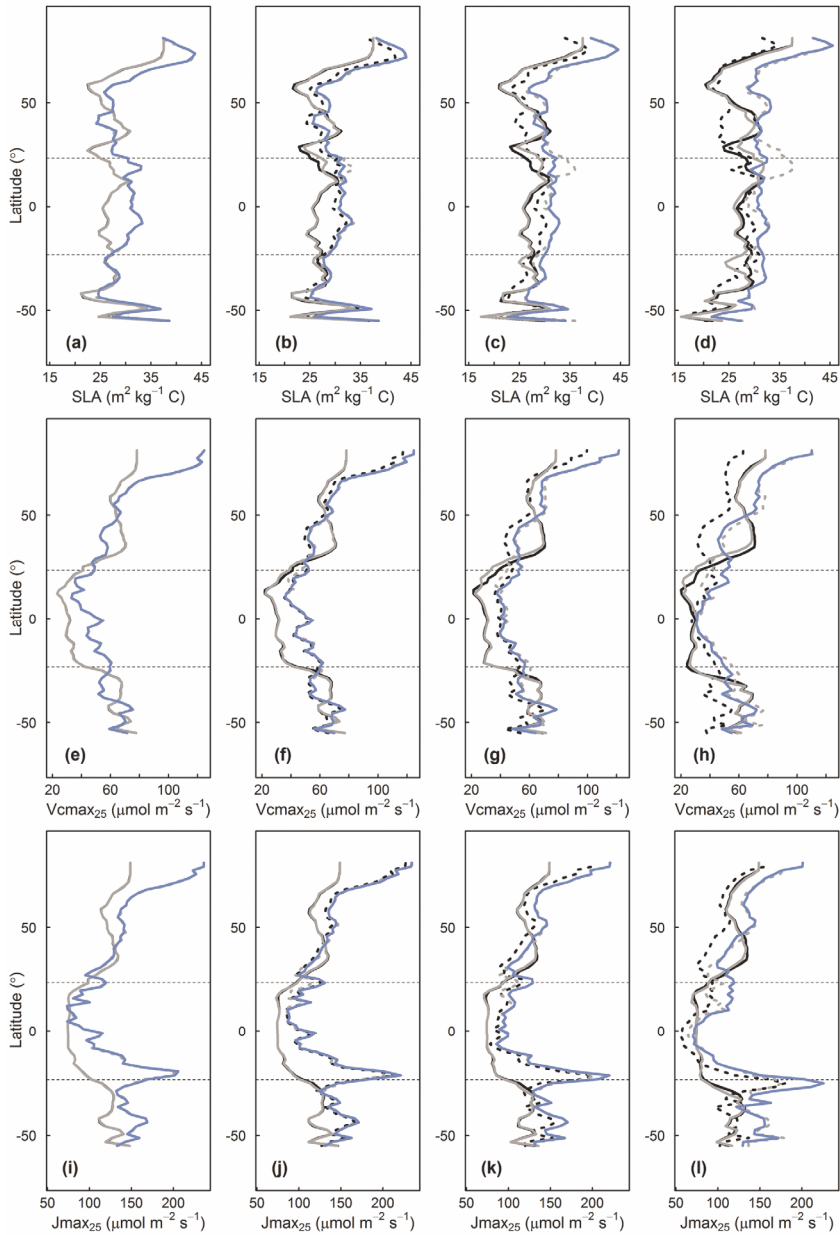 50
0
-50
Latitude (°)
(a)
(b)
(c)
(d)
15 25 35 45
15 25 35 45
15 25 35 45
15 25 35 45
SLA (m² kg⁻¹ C)
SLA (m² kg⁻¹ C)
SLA (m² kg⁻¹ C)
SLA (m² kg⁻¹ C)
50
0
-50
Latitude (°)
(e)
(f)
(g)
(h)
20 60 100
20 60 100
20 60 100
20 60 100
Vcmax₂₅ (μmol m⁻² s⁻¹)
Vcmax₂₅ (μmol m⁻² s⁻¹)
Vcmax₂₅ (μmol m⁻² s⁻¹)
Vcmax₂₅ (μmol m⁻² s⁻¹)
50
0
-50
Latitude (°)
(i)
(j)
(k)
(l)
50 100 150 200
50 100 150 200
50 100 150 200
50 100 150 200
Jmax₂₅ (μmol m⁻² s⁻¹)
Jmax₂₅ (μmol m⁻² s⁻¹)
Jmax₂₅ (μmol m⁻² s⁻¹)
Jmax₂₅ (μmol m⁻² s⁻¹)